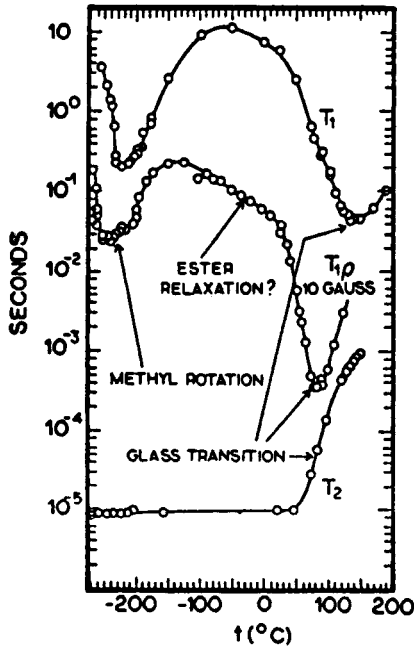 10
10⁰
10⁻¹
10⁻²
10⁻³
10⁻⁴
10⁻⁵
SECONDS
T₁
ESTER
RELAXATION?
T₁ρ
10 GAUSS
METHYL ROTATION
GLASS TRANSITION
T₂
-200 -100 0 100 200
t (°C)